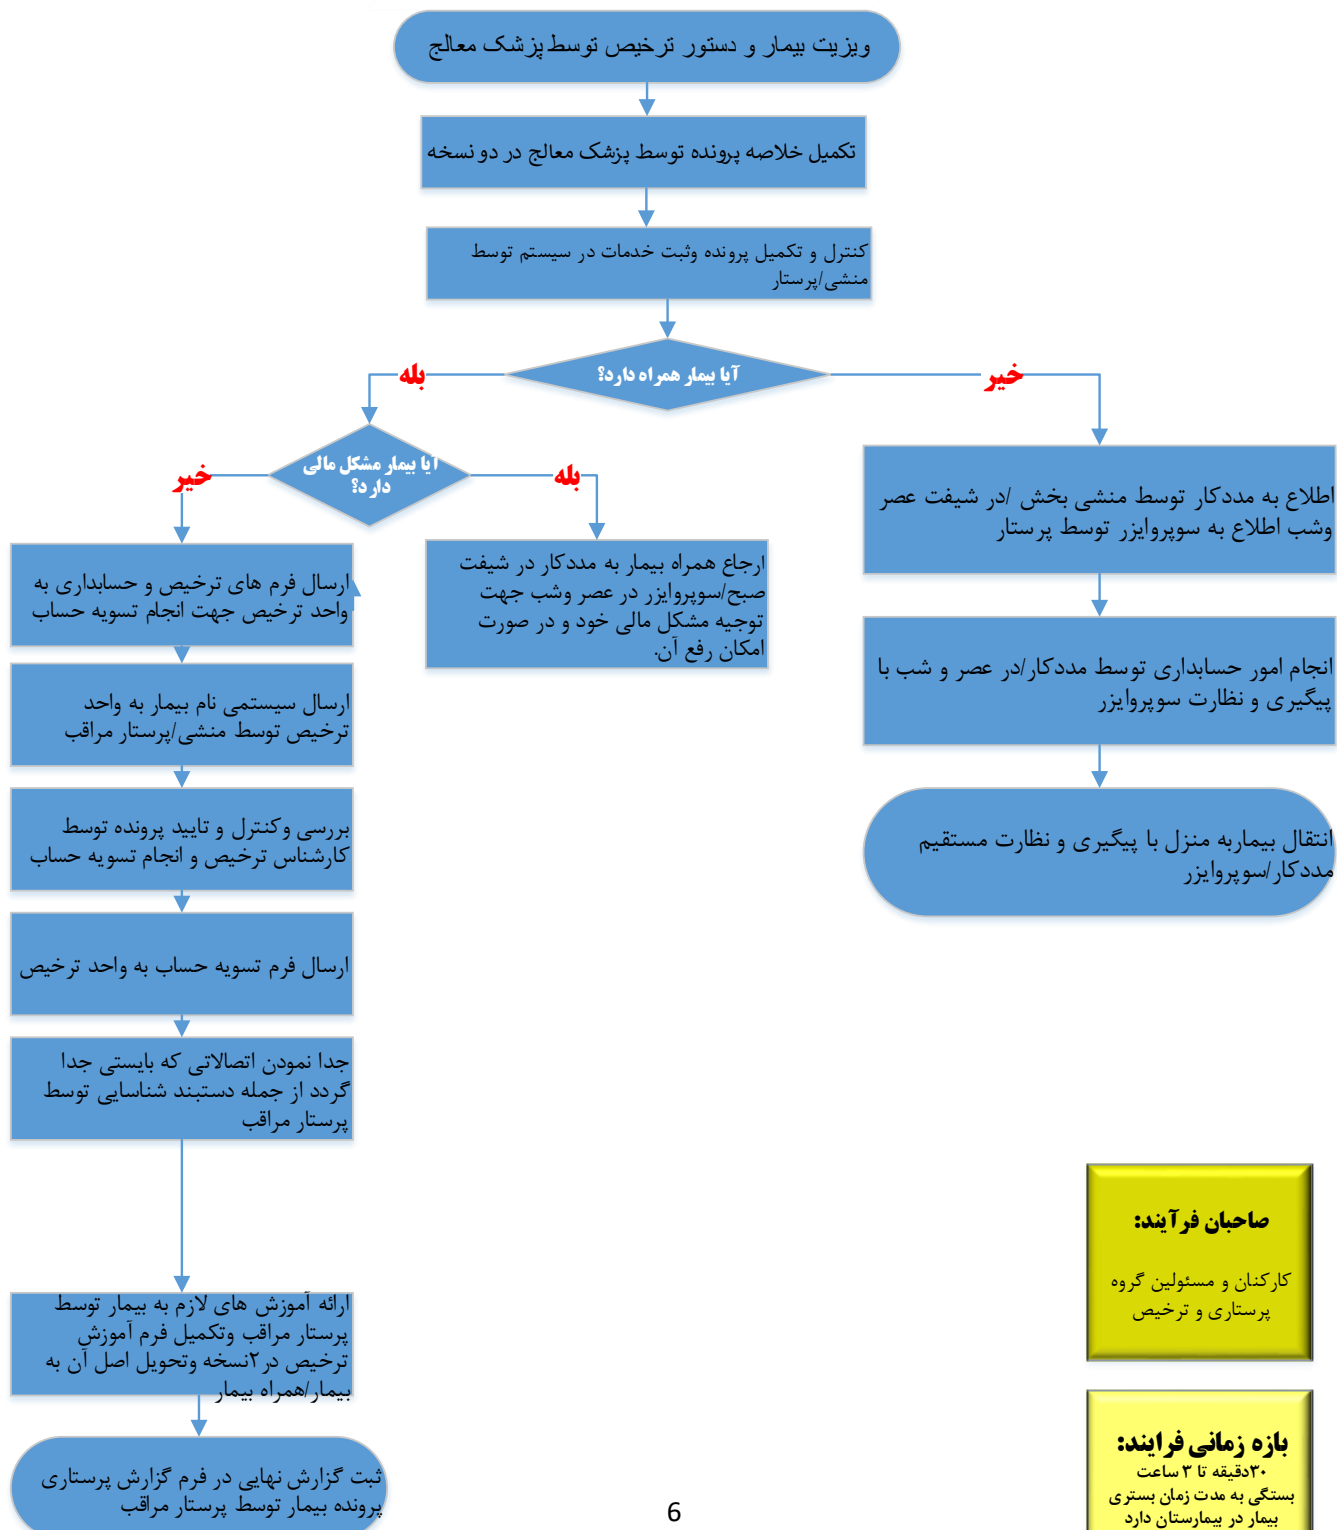 ویزیت بیمار و دستور ترخیص توسط پزشک معالج
تکمیل خلاصه پرونده توسط پزشک معالج در دو نسخه
کنترل و تکمیل پرونده وثبت خدمات در سیستم توسط
منشی/پرستار
آیا بیمار همراه دارد؟
خیر
بله
اطلاع به مددکار توسط منشی بخش /در شیفت عصر
وشب اطلاع به سوپروایزر توسط پرستار
انجام امور حسابداری توسط مددکار/در عصر و شب با
پیگیری و نظارت سوپروایزر
انتقال بیماربه منزل با پیگیری و نظارت مستقیم
مددکار/سوپروایزر
آیا بیمار مشکل مالی
دارد؟
بله
خیر
ارجاع همراه بیمار به مددکار در شیفت
صبح/سوپروایزر در عصر وشب جهت
توجیه مشکل مالی خود و در صورت
امکان رفع آن.
ارسال فرم های ترخیص و حسابداری به
واحد ترخیص جهت انجام تسویه حساب
ارسال سیستمی نام بیمار به واحد
ترخیص توسط منشی/پرستار مراقب
بررسی وکنترل و تایید پرونده توسط
کارشناس ترخیص و انجام تسویه حساب
ارسال فرم تسویه حساب به واحد ترخیص
جدا نمودن اتصالاتی که بایستی جدا
گردد از جمله دستبند شناسایی توسط
پرستار مراقب
ارائه آموزش های لازم به بیمار توسط
پرستار مراقب وتکمیل فرم آموزش
ترخیص در۲نسخه وتحویل اصل آن به
بیمار/همراه بیمار
ثبت گزارش نهایی در فرم گزارش پرستاری
پرونده بیمار توسط پرستار مراقب
صاحبان فرآیند:
کارکنان و مسئولین گروه
پرستاری و ترخیص
بازه زمانی فرایند:
۳۰دقیقه تا ۳ ساعت
بستگی به مدت زمان بستری
بیمار در بیمارستان دارد
6